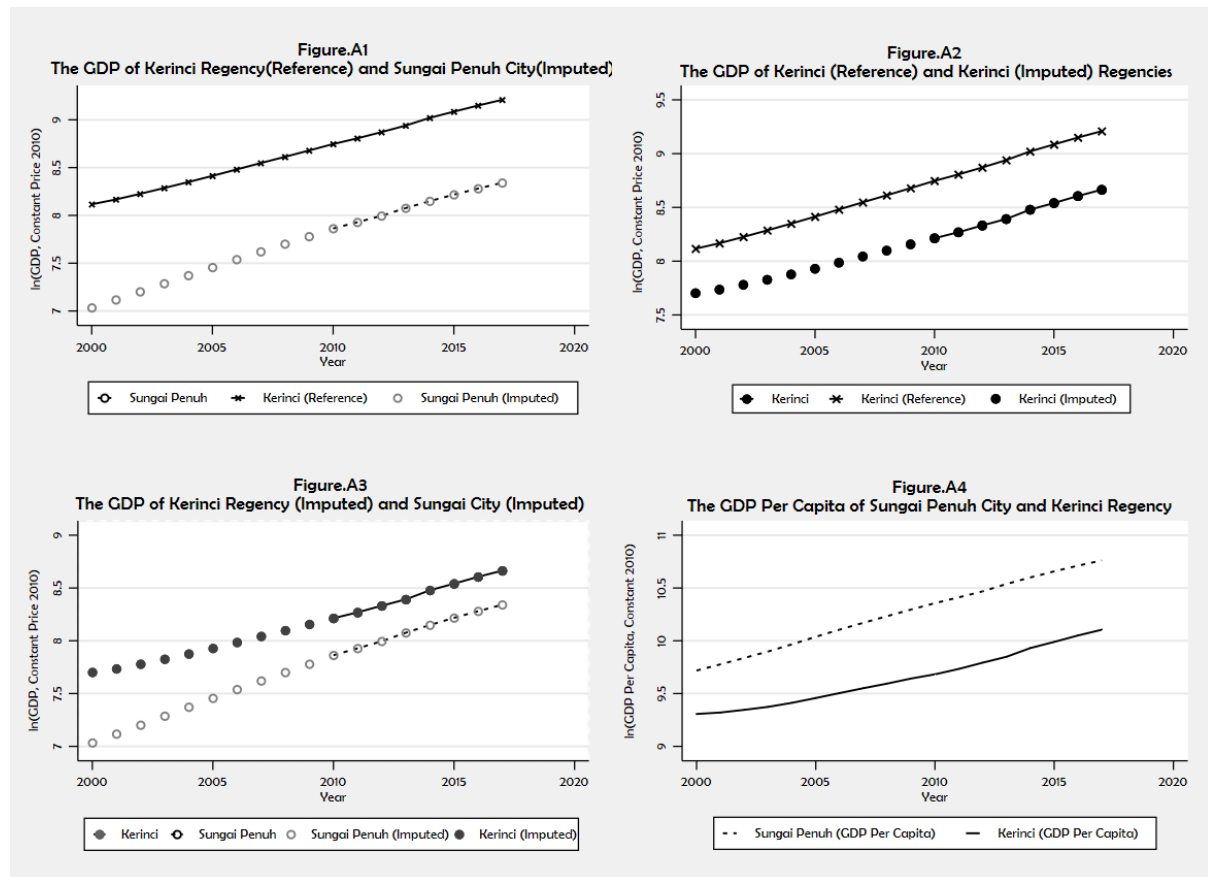 Figure.A1
The GDP of Kerinci Regency(Reference) and Sungai Penuh City(Imputed)
ln(GDP, Constant Price 2010)
9
8.5
8
7.5
7
2000 2005 2010 2015 2020
Year
Sungai Penuh Kerinci (Reference) Sungai Penuh (Imputed)
Figure.A2
The GDP of Kerinci (Reference) and Kerinci (Imputed) Regencies
ln(GDP, Constant Price 2010)
9.5
9
8.5
8
7.5
2000 2005 2010 2015 2020
Year
Kerinci Kerinci (Reference) Kerinci (Imputed)
Figure.A3
The GDP of Kerinci Regency (Imputed) and Sungai City (Imputed)
ln(GDP, Constant Price 2010)
9
8.5
8
7.5
7
2000 2005 2010 2015 2020
Year
Kerinci Sungai Penuh Sungai Penuh (Imputed) Kerinci (Imputed)
Figure.A4
The GDP Per Capita of Sungai Penuh City and Kerinci Regency
ln(GDP Per Capita, Constant 2010)
11
10.5
10
9.5
9
2000 2005 2010 2015 2020
Year
Sungai Penuh (GDP Per Capita) Kerinci (GDP Per Capita)